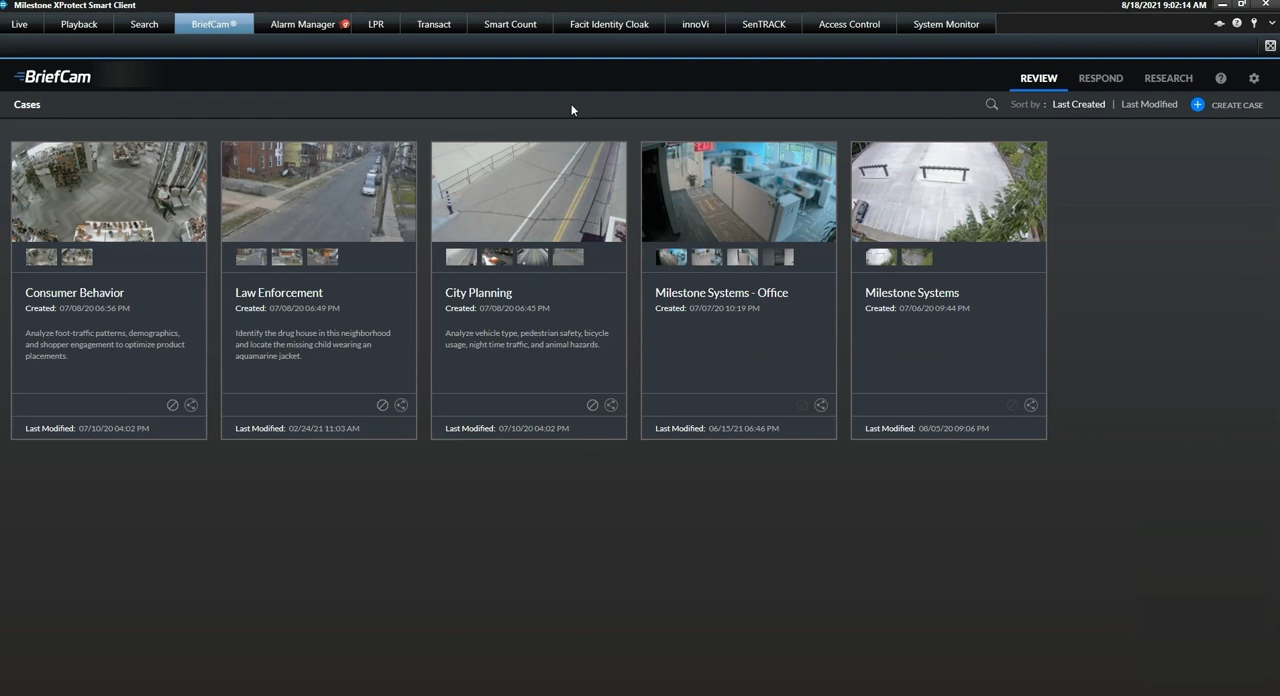 Milestone XProtect Smart Client
8/18/2021 9:02:14 AM
Live Playback Search BriefCam Alarm Manager LPR Transact Smart Count Facit Identity Cloak innoVi SenTRACK Access Control System Monitor
BriefCam
REVIEW RESPOND RESEARCH
Cases
Sort by : Last Created | Last Modified CREATE CASE
Consumer Behavior
Created: 07/08/20 06:56 PM
Analyze foot-traffic patterns, demographics,
and shopper engagement to optimize product
placements.
Last Modified: 07/10/20 04:02 PM
Law Enforcement
Created: 07/08/20 06:49 PM
Identify the drug house in this neighborhood
and locate the missing child wearing an
aquamarine jacket.
Last Modified: 02/24/21 11:03 AM
City Planning
Created: 07/08/20 06:45 PM
Analyze vehicle type, pedestrian safety, bicycle
usage, night time traffic, and animal hazards.
Last Modified: 07/10/20 04:02 PM
EXIT
Milestone Systems - Office
Created: 07/07/20 10:19 PM
Last Modified: 06/15/21 06:46 PM
Milestone Systems
Created: 07/06/20 09:44 PM
Last Modified: 08/05/20 09:06 PM